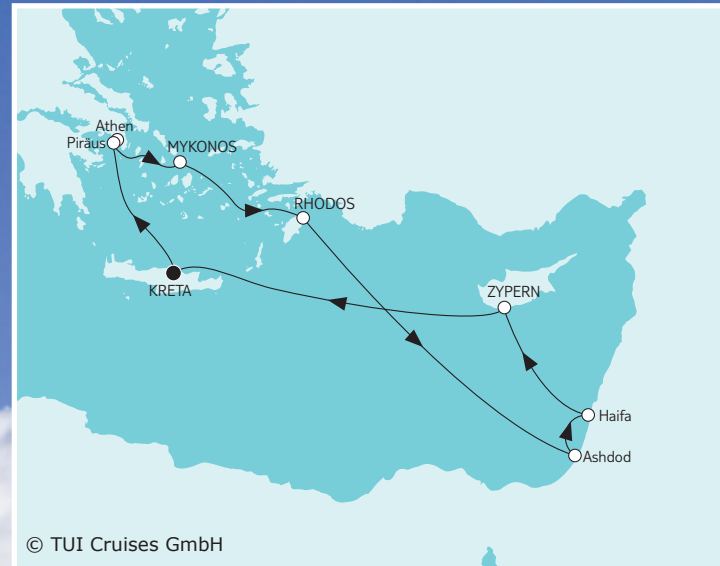 Athen
Piräus
MYKONOS
RHODOS
KRETA
ZYPERN
Haifa
Ashdod
© TUI Cruises GmbH